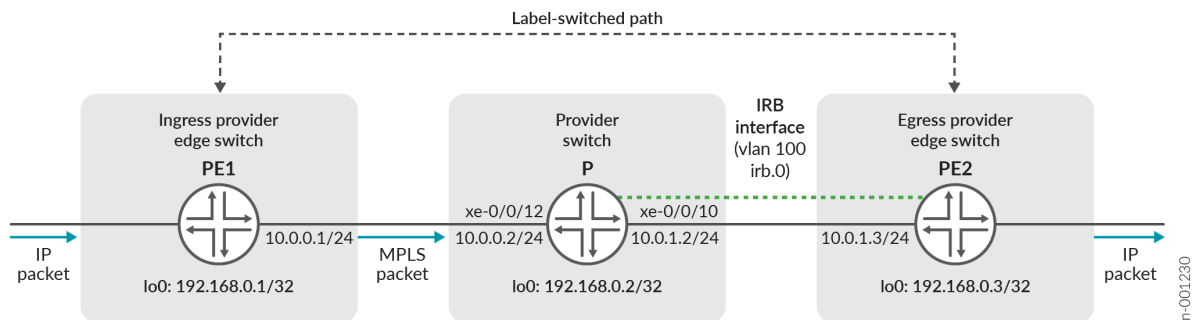 Label-switched path
Ingress provider
edge switch
PE1
Provider
switch
P
IRB
interface
(vlan 100
irb.0)
Egress provider
edge switch
PE2
xe-0/0/12
xe-0/0/10
10.0.0.1/24
10.0.0.2/24
10.0.1.2/24
10.0.1.3/24
IP
packet
MPLS
packet
IP
packet
lo0: 192.168.0.1/32
lo0: 192.168.0.2/32
lo0: 192.168.0.3/32
n-001230